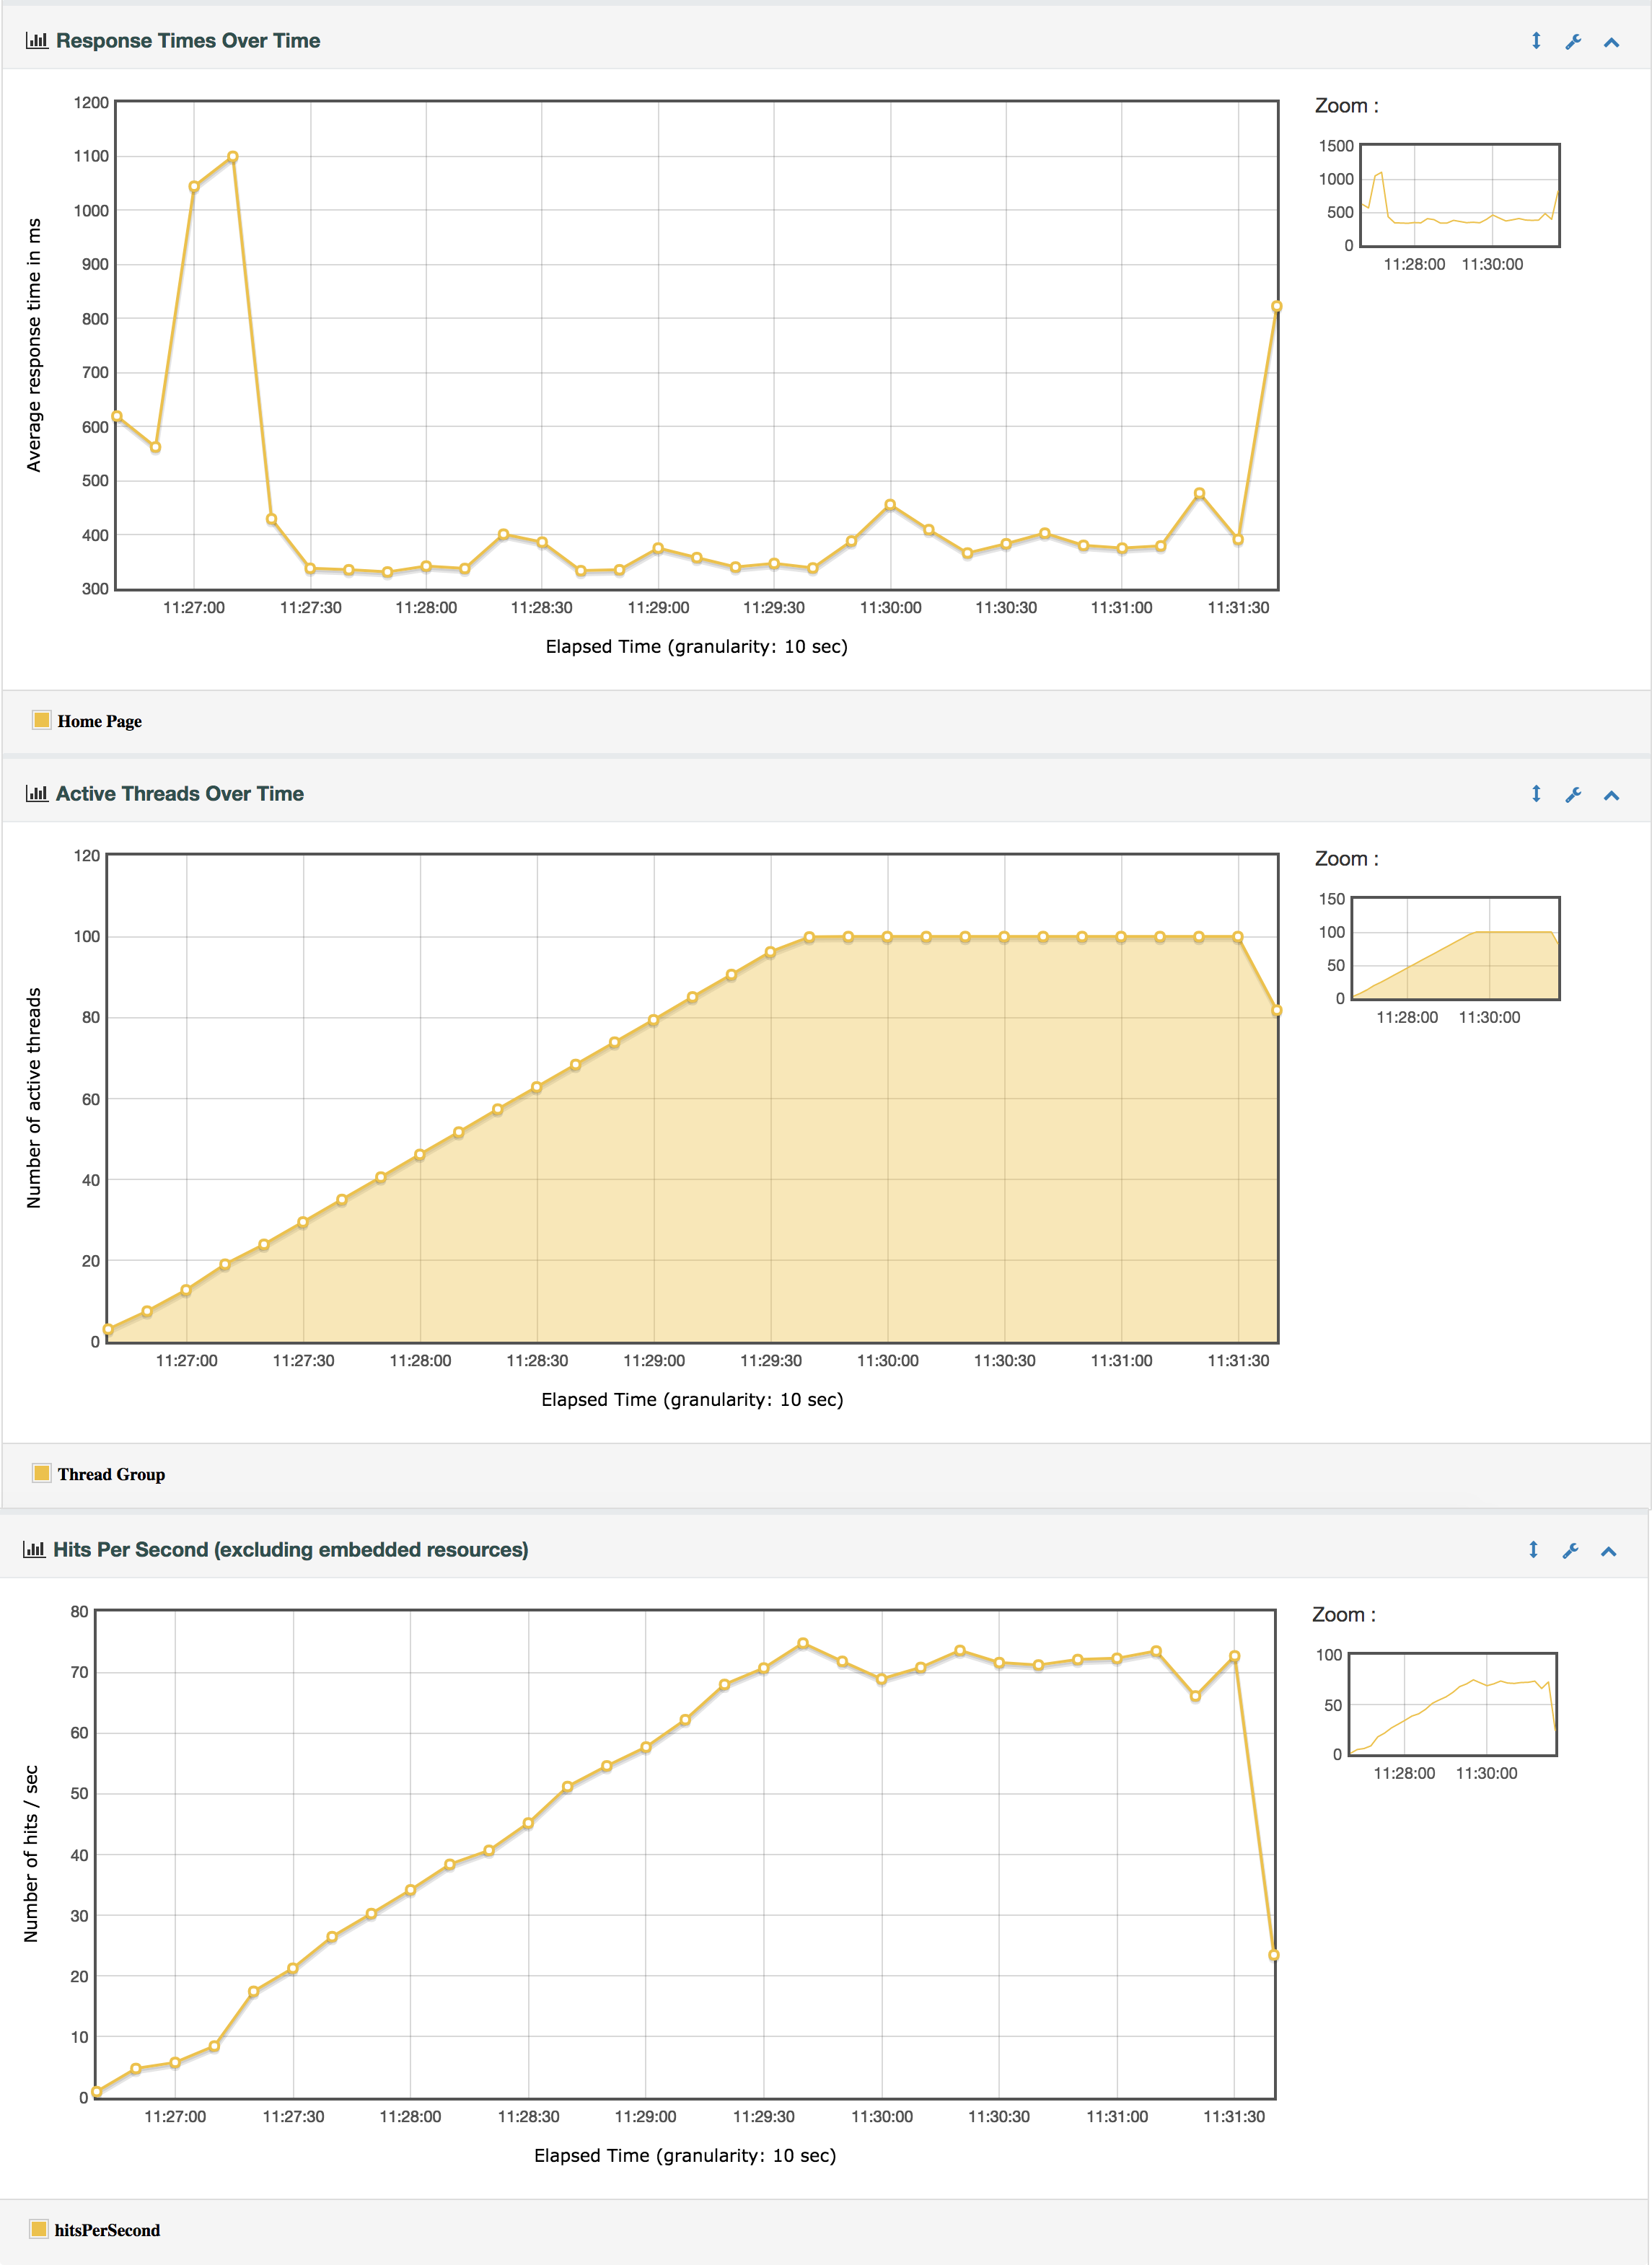 Response Times Over Time
Zoom :
1200
1100
1000
900
800
700
600
500
400
300
Average response time in ms
11:27:00 11:27:30 11:28:00 11:28:30 11:29:00 11:29:30 11:30:00 11:30:30 11:31:00 11:31:30
Elapsed Time (granularity: 10 sec)
1500
1000
500
0
11:28:00 11:30:00
Home Page
Active Threads Over Time
Zoom :
120
100
80
60
40
20
0
Number of active threads
11:27:00 11:27:30 11:28:00 11:28:30 11:29:00 11:29:30 11:30:00 11:30:30 11:31:00 11:31:30
Elapsed Time (granularity: 10 sec)
150
100
50
0
11:28:00 11:30:00
Thread Group
Hits Per Second (excluding embedded resources)
Zoom :
80
70
60
50
40
30
20
10
0
Number of hits / sec
11:27:00 11:27:30 11:28:00 11:28:30 11:29:00 11:29:30 11:30:00 11:30:30 11:31:00 11:31:30
Elapsed Time (granularity: 10 sec)
100
50
0
11:28:00 11:30:00
hitsPerSecond